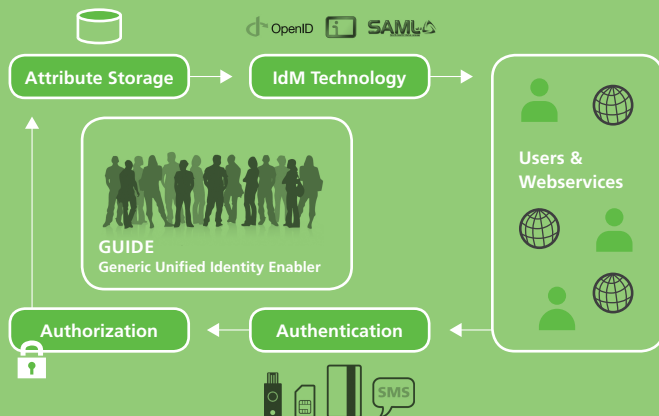 OpenID
i
SAML
Attribute Storage
IdM Technology
Users &
Webservices
GUIDE
Generic Unified Identity Enabler
Authorization
Authentication
SMS